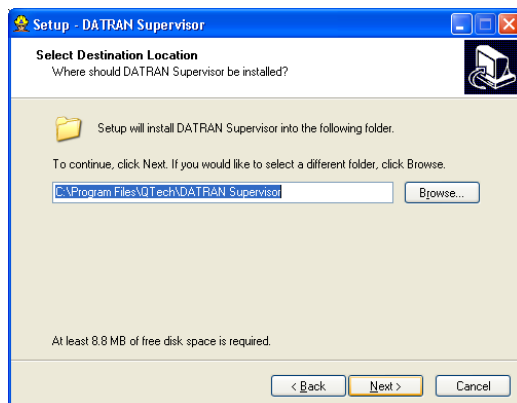 Setup - DATRAN Supervisor
Select Destination Location
Where should DATRAN Supervisor be installed?
Setup will install DATRAN Supervisor into the following folder.
To continue, click Next. If you would like to select a different folder, click Browse.
C:\Program Files\QTech\DATRAN Supervisor
Browse...
At least 8.8 MB of free disk space is required.
< Back
Next >
Cancel